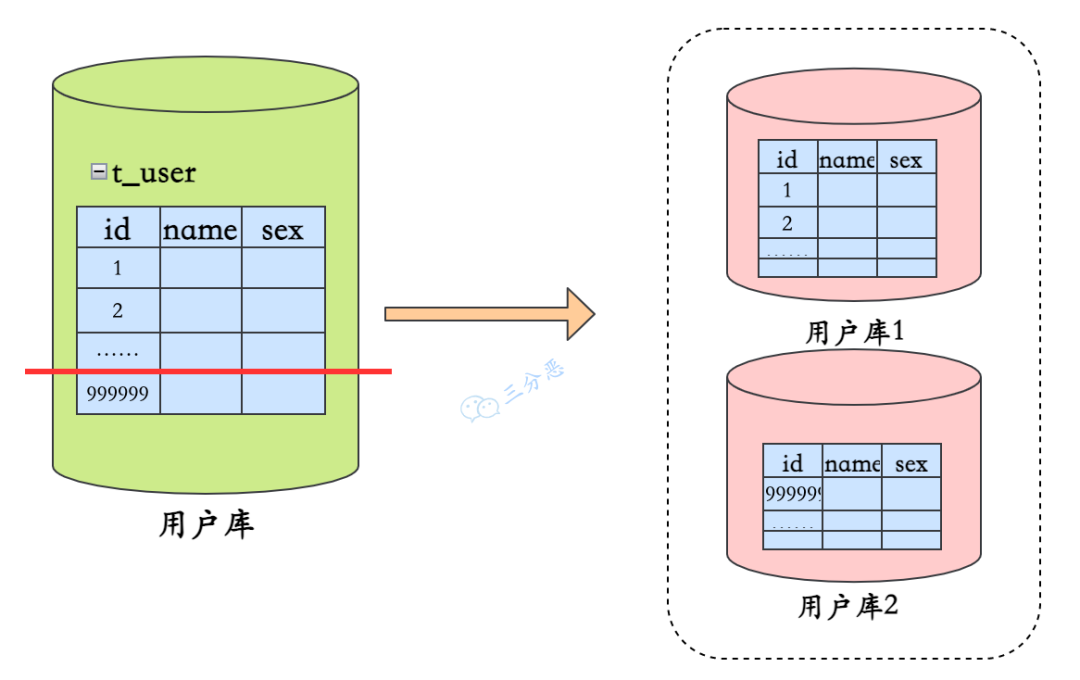 t_user
id name sex
1
2
......
999999
用户库
三分恶
id name sex
1
2
......
用户库1
id name sex
999999
......
用户库2